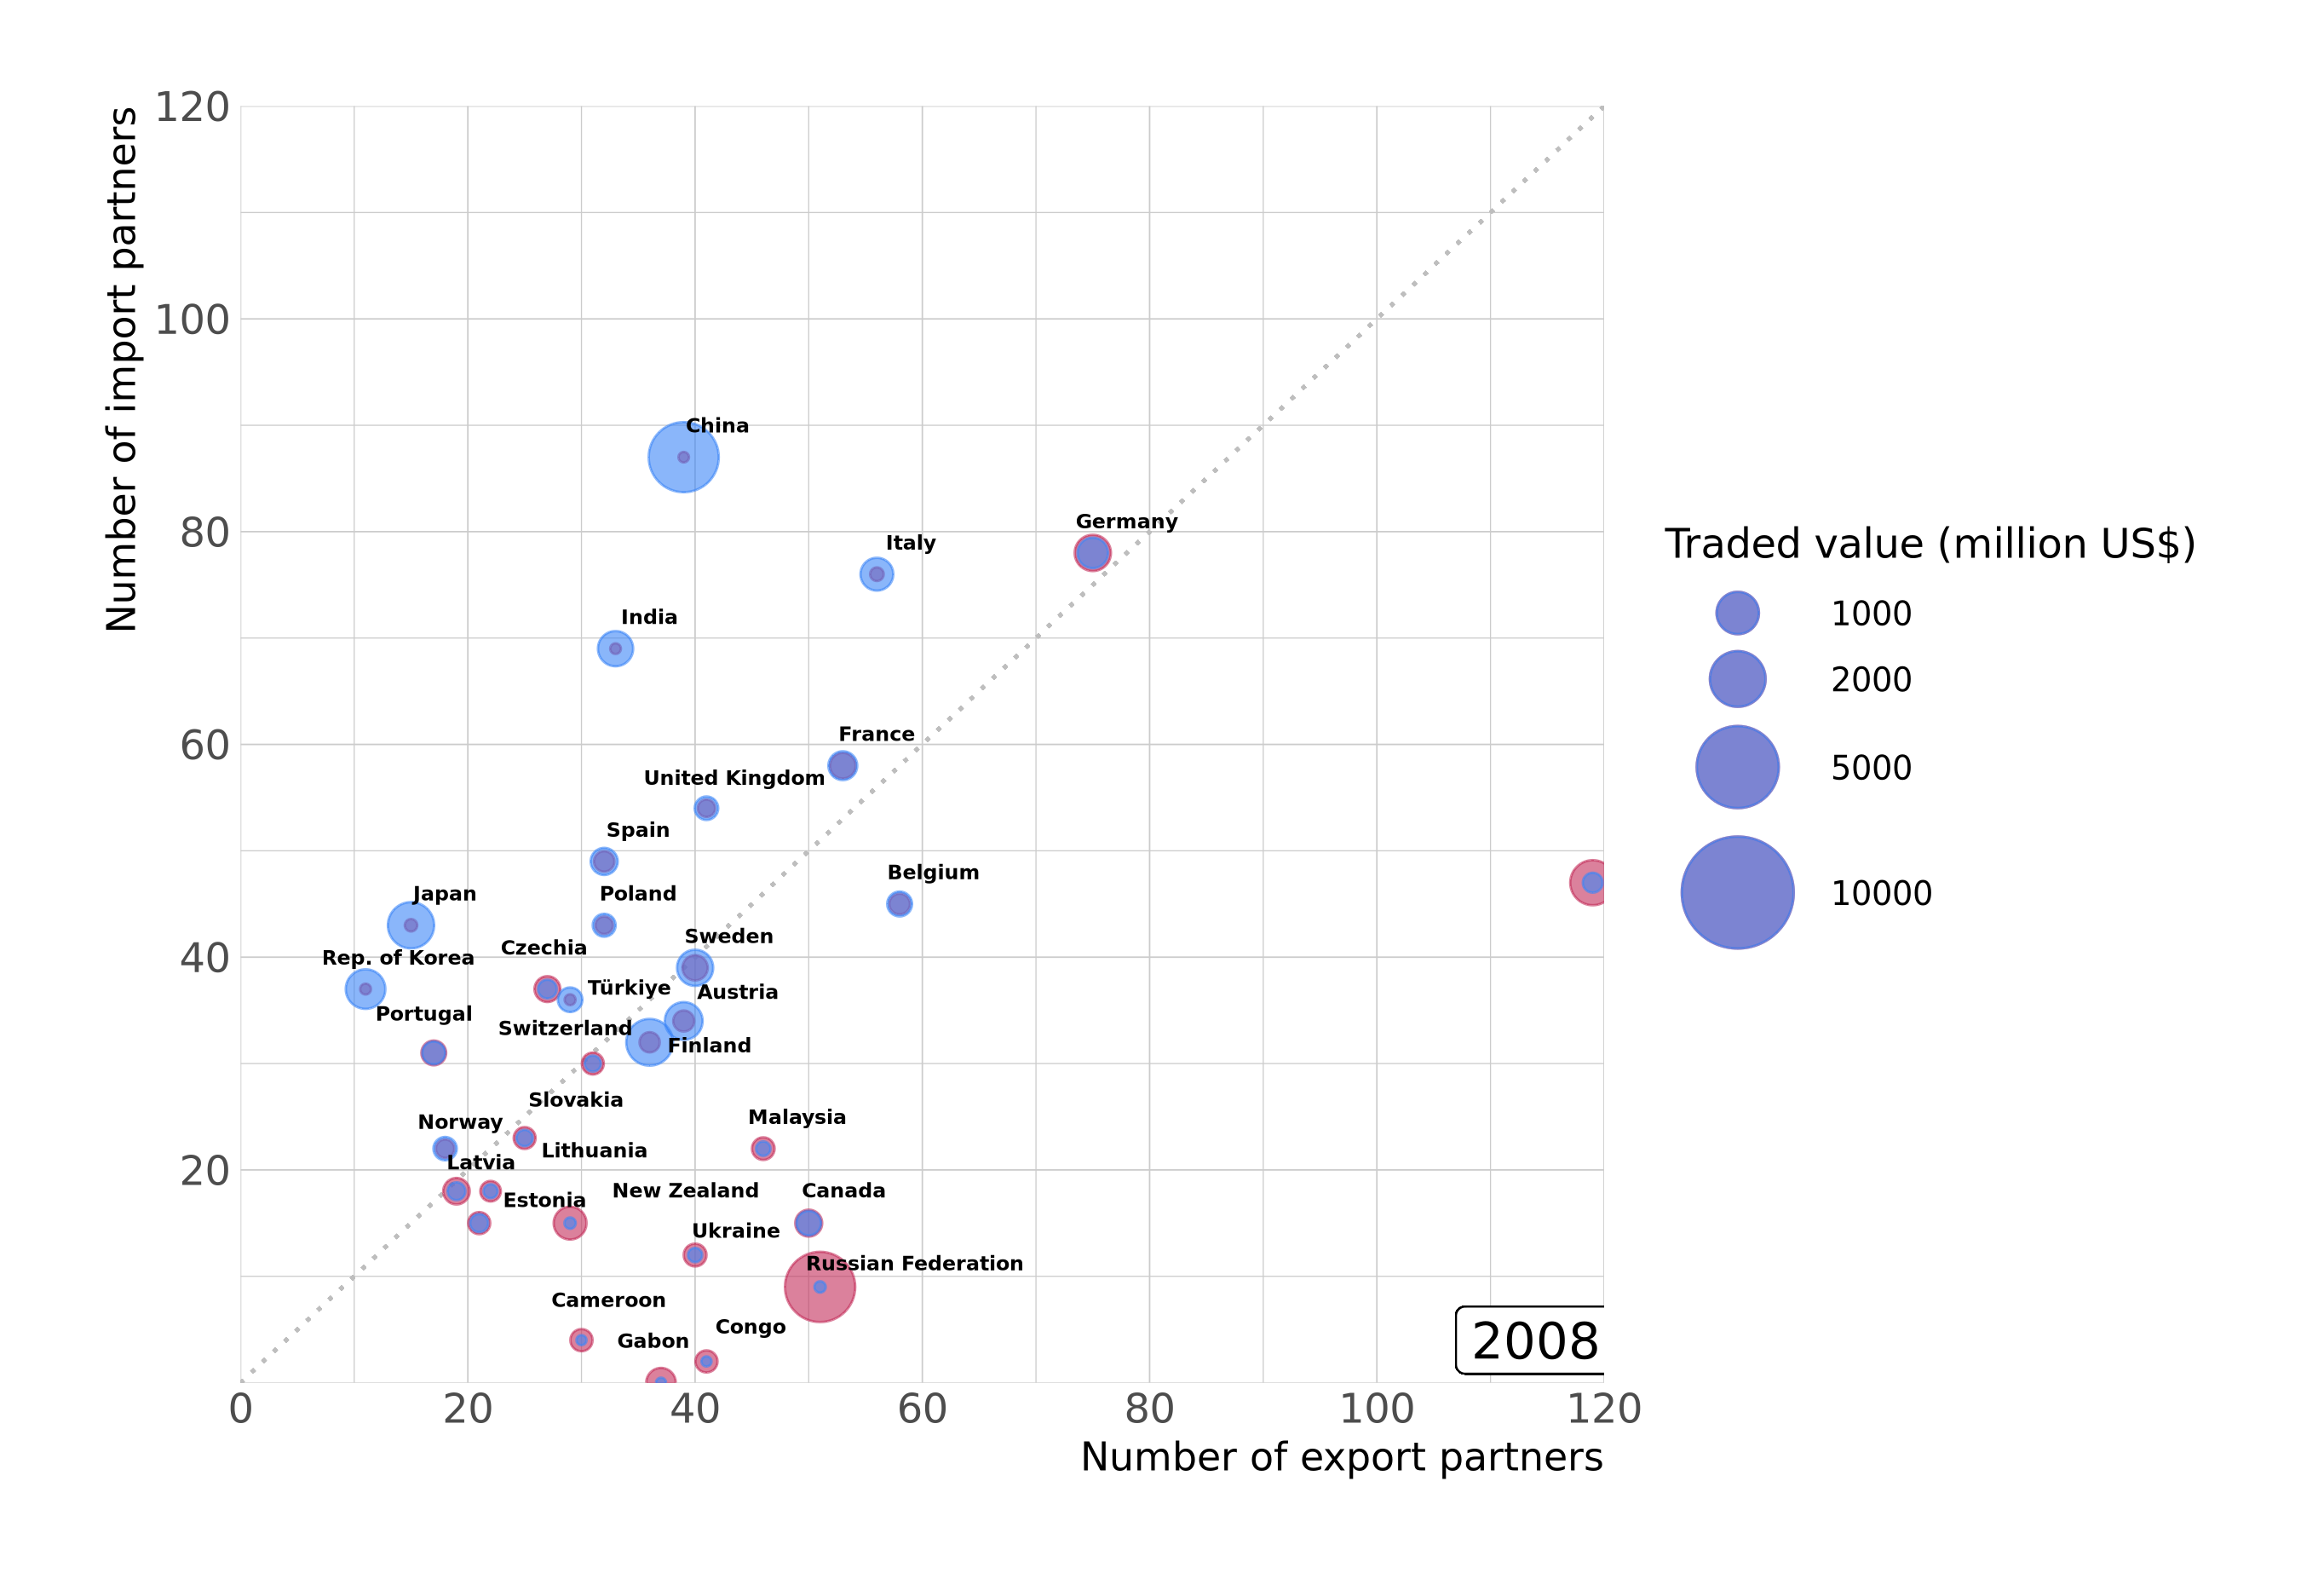 Number of import partners
120
100
80
60
40
20
China
Germany
Italy
India
France
United Kingdom
Spain
Belgium
Japan
Poland
Sweden
Czechia
Rep. of Korea
Türkiye
Austria
Portugal
Switzerland
Finland
Slovakia
Malaysia
Norway
Lithuania
Latvia
New Zealand
Canada
Estonia
Ukraine
Russian Federation
Cameroon
Congo
Gabon
2008
0 20 40 60 80 100 120
Number of export partners
Traded value (million US$)
1000
2000
5000
10000